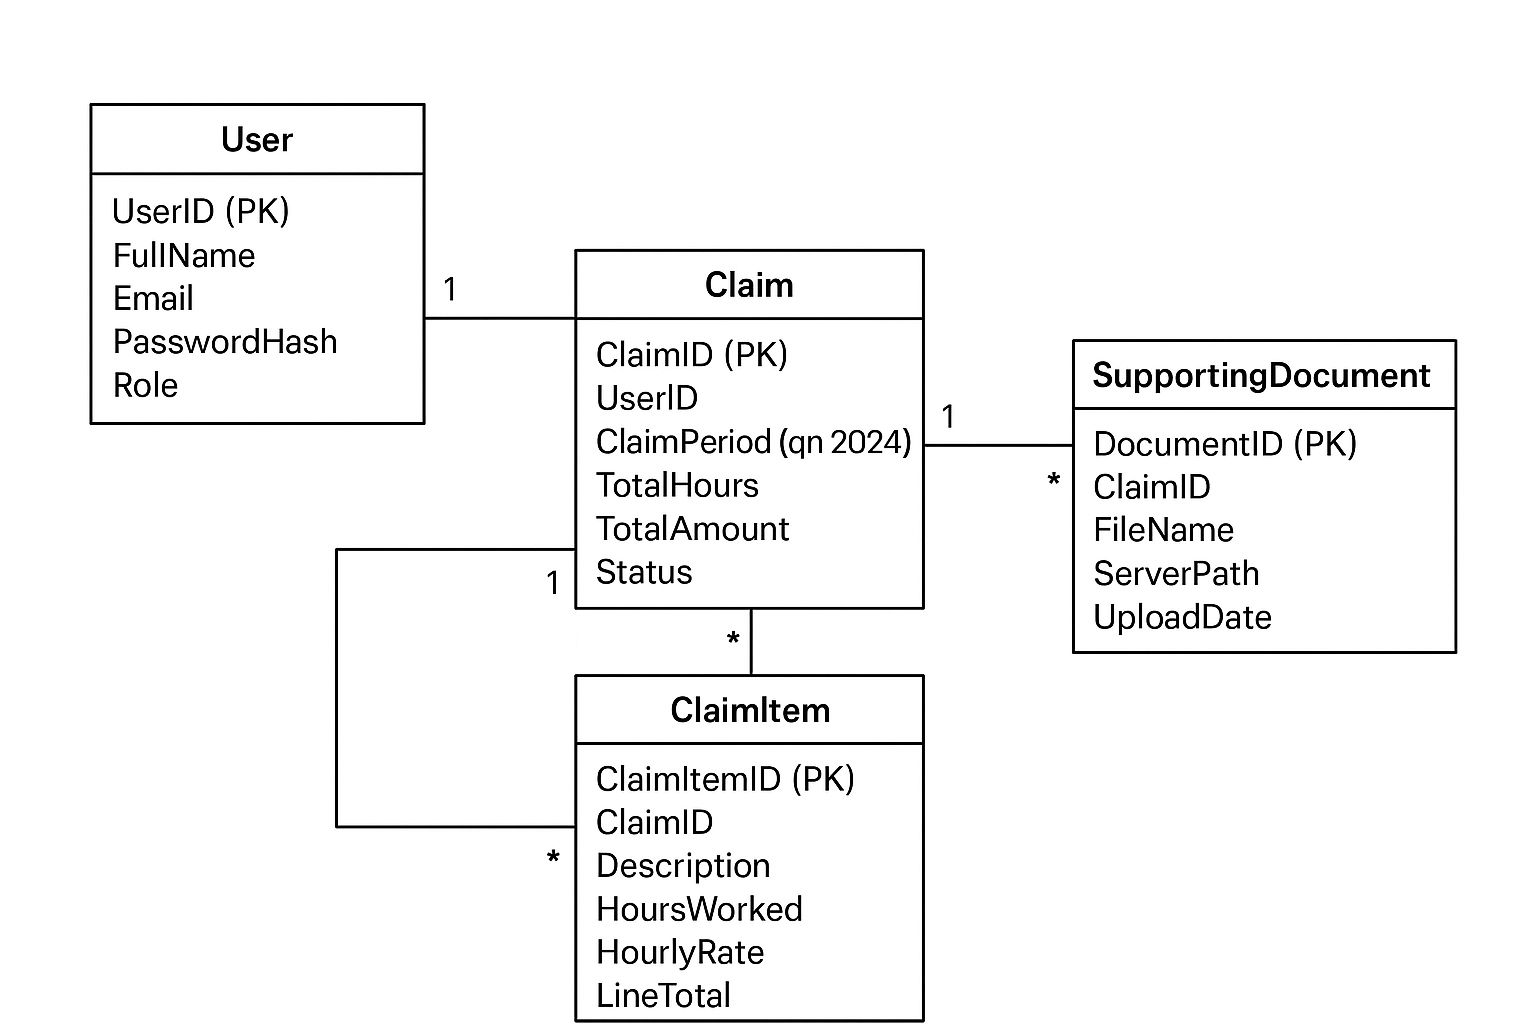 User
UserID (PK)
FullName
Email
PasswordHash
Role
1
Claim
ClaimID (PK)
UserID
ClaimPeriod (qn 2024)
TotalHours
TotalAmount
Status
1
*
SupportingDocument
DocumentID (PK)
ClaimID
FileName
ServerPath
UploadDate
1
*
*
ClaimItem
ClaimItemID (PK)
ClaimID
Description
HoursWorked
HourlyRate
LineTotal